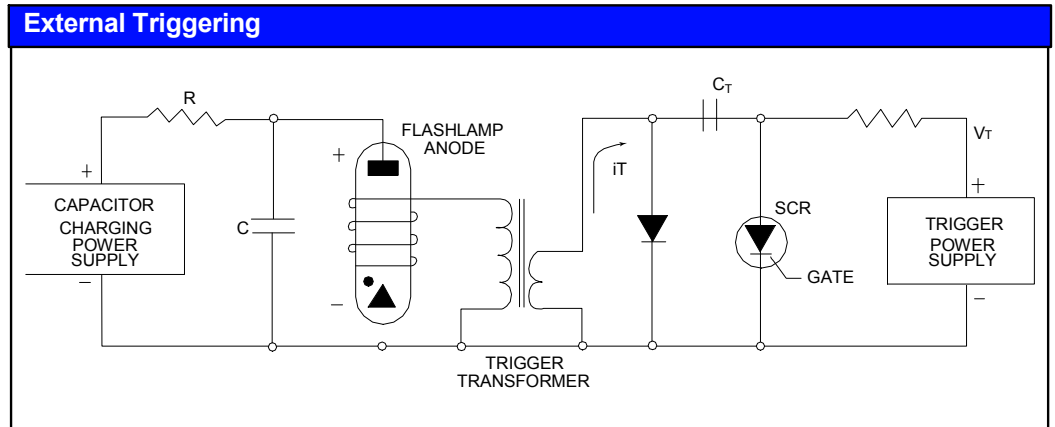 External Triggering
R
FLASHLAMP
ANODE
+
CAPACITOR
CHARGING
POWER
SUPPLY
+
−
C
−
TRIGGER
TRANSFORMER
iT
CT
SCR
GATE
VT
+
TRIGGER
POWER
SUPPLY
−